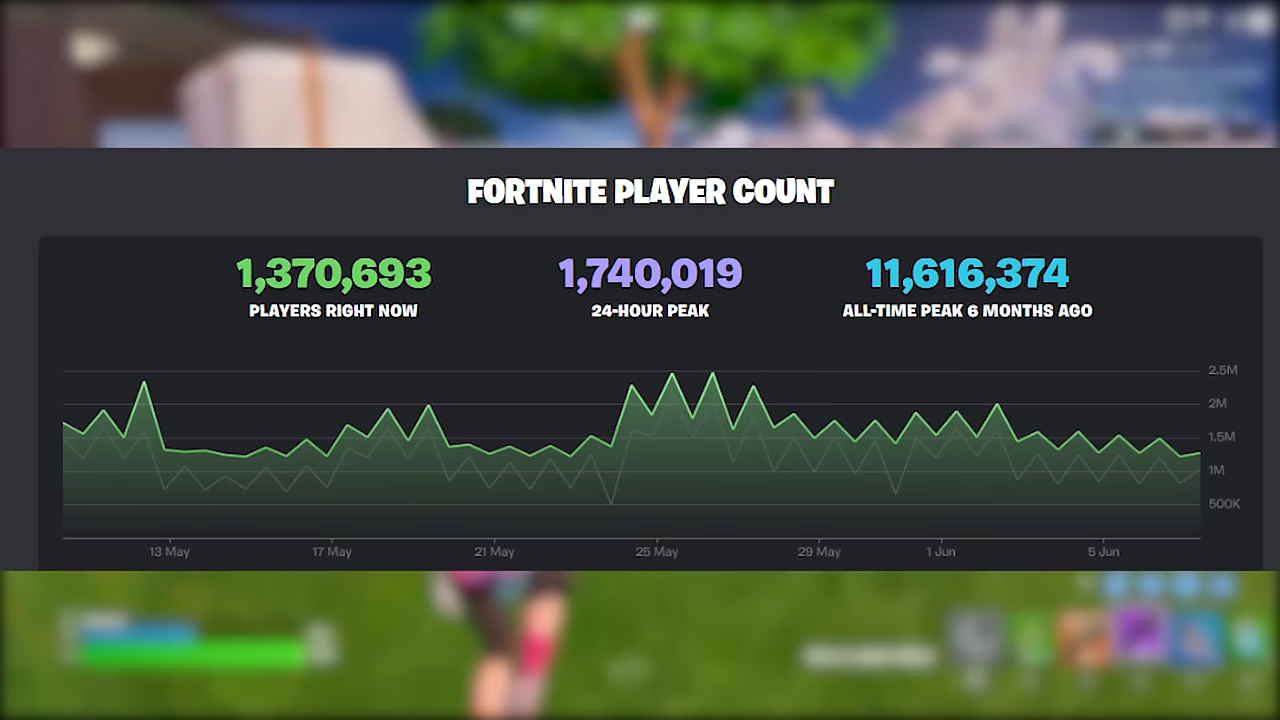 FORTNITE PLAYER COUNT
1,370,693 1,740,019 11,616,374
PLAYERS RIGHT NOW 24-HOUR PEAK ALL-TIME PEAK 6 MONTHS AGO
2.5M
2M
1.5M
1M
500K
13 May 17 May 21 May 25 May 29 May 1 Jun 5 Jun